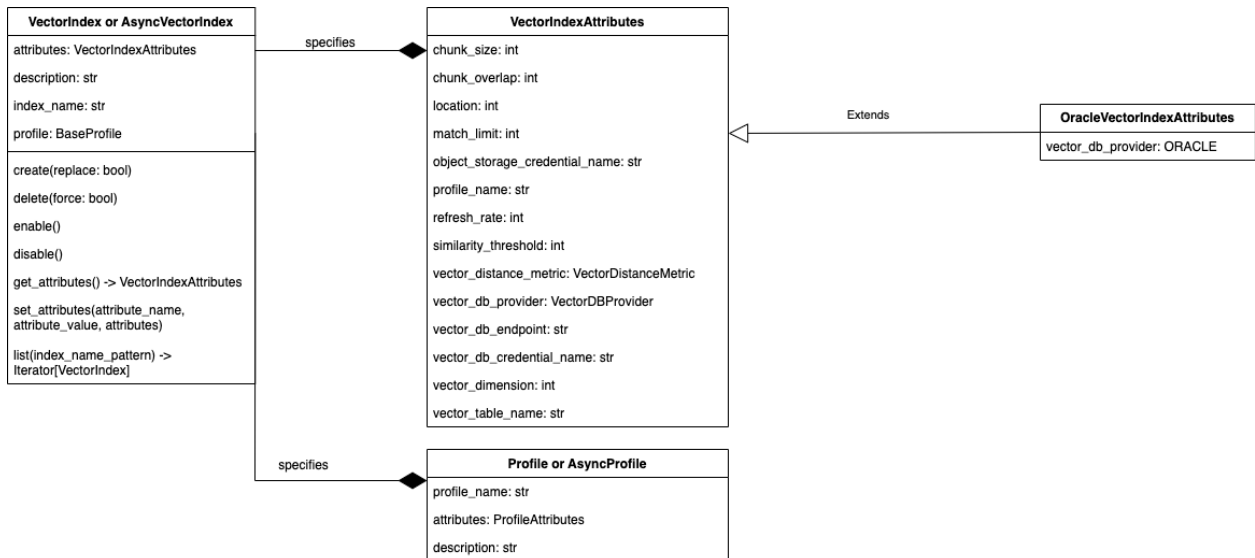 VectorIndex or AsyncVectorIndex
attributes: VectorIndexAttributes
description: str
index_name: str
profile: BaseProfile
create(replace: bool)
delete(force: bool)
enable()
disable()
get_attributes() -> VectorIndexAttributes
set_attributes(attribute_name,
attribute_value, attributes)
list(index_name_pattern) ->
Iterator[VectorIndex]
specifies
VectorIndexAttributes
chunk_size: int
chunk_overlap: int
location: int
match_limit: int
object_storage_credential_name: str
profile_name: str
refresh_rate: int
similarity_threshold: int
vector_distance_metric: VectorDistanceMetric
vector_db_provider: VectorDBProvider
vector_db_endpoint: str
vector_db_credential_name: str
vector_dimension: int
vector_table_name: str
Extends
OracleVectorIndexAttributes
vector_db_provider: ORACLE
specifies
Profile or AsyncProfile
profile_name: str
attributes: ProfileAttributes
description: str